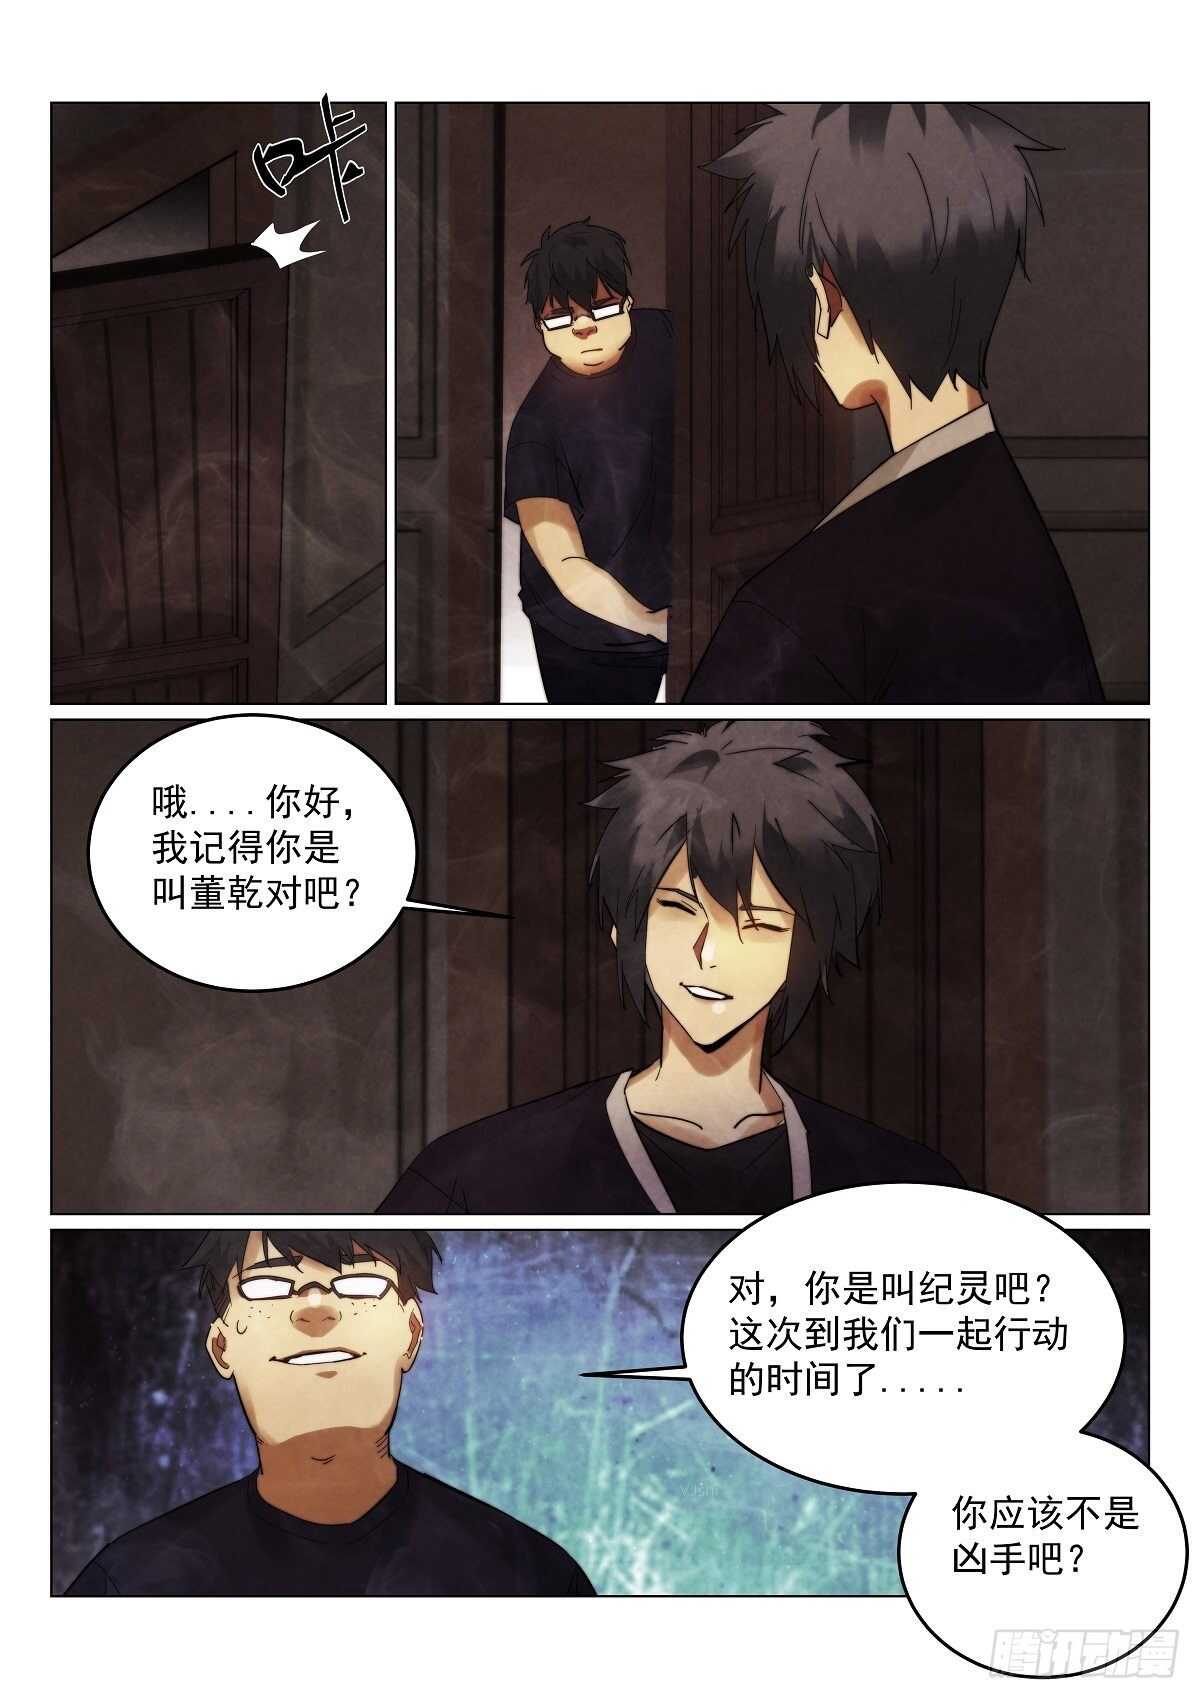 咔
哦....你好，
我记得你是
叫董乾对吧？
对，你是叫纪灵吧？
这次到我们一起行动
的时间了.....
你应该不是
凶手吧？
腾讯动漫